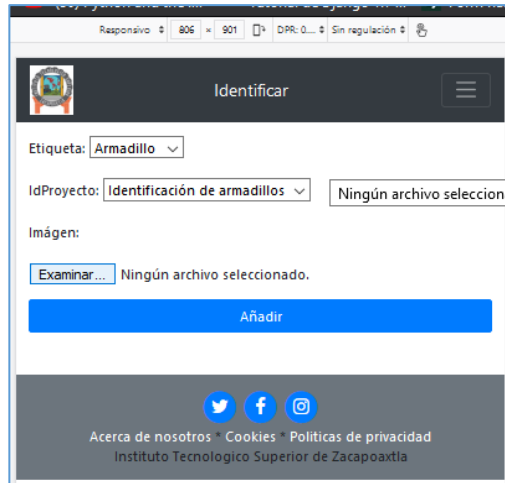 Responsivo 806 × 901 DPR: 0... Sin regulación
Identificar
Etiqueta: Armadillo
IdProyecto: Identificación de armadillos
Ningún archivo seleccion
Imágen:
Examinar... Ningún archivo seleccionado.
Añadir
Acerca de nosotros * Cookies * Politicas de privacidad
Instituto Tecnologico Superior de Zacapoaxtla